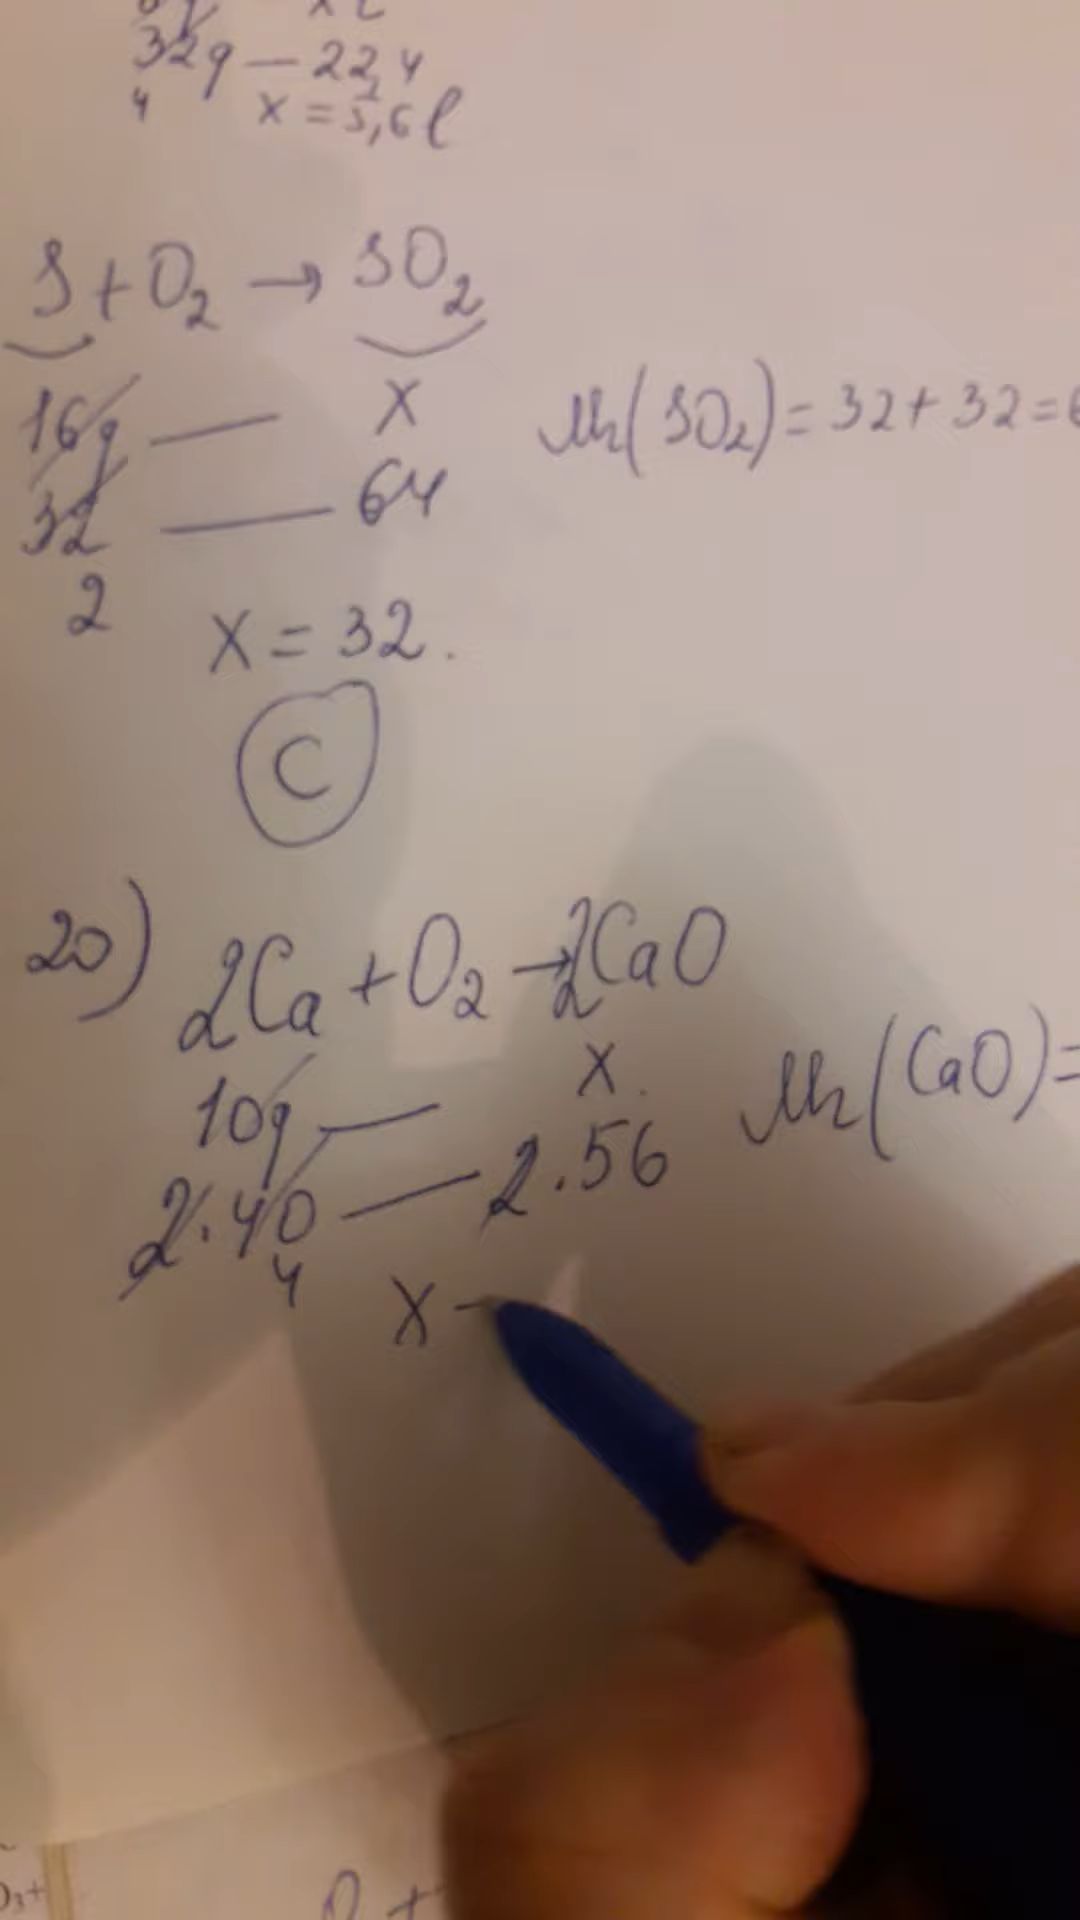 32g — 22,4
4 x = 5,6 l
S + O2 → SO2
16g — X
Mr(SO2) = 32 + 32 =
32 — 64
2
X = 32.
C
20) 2Ca + O2 → 2CaO
10g — X.
Mr(CaO) =
2.40 — 2.56
4
X -